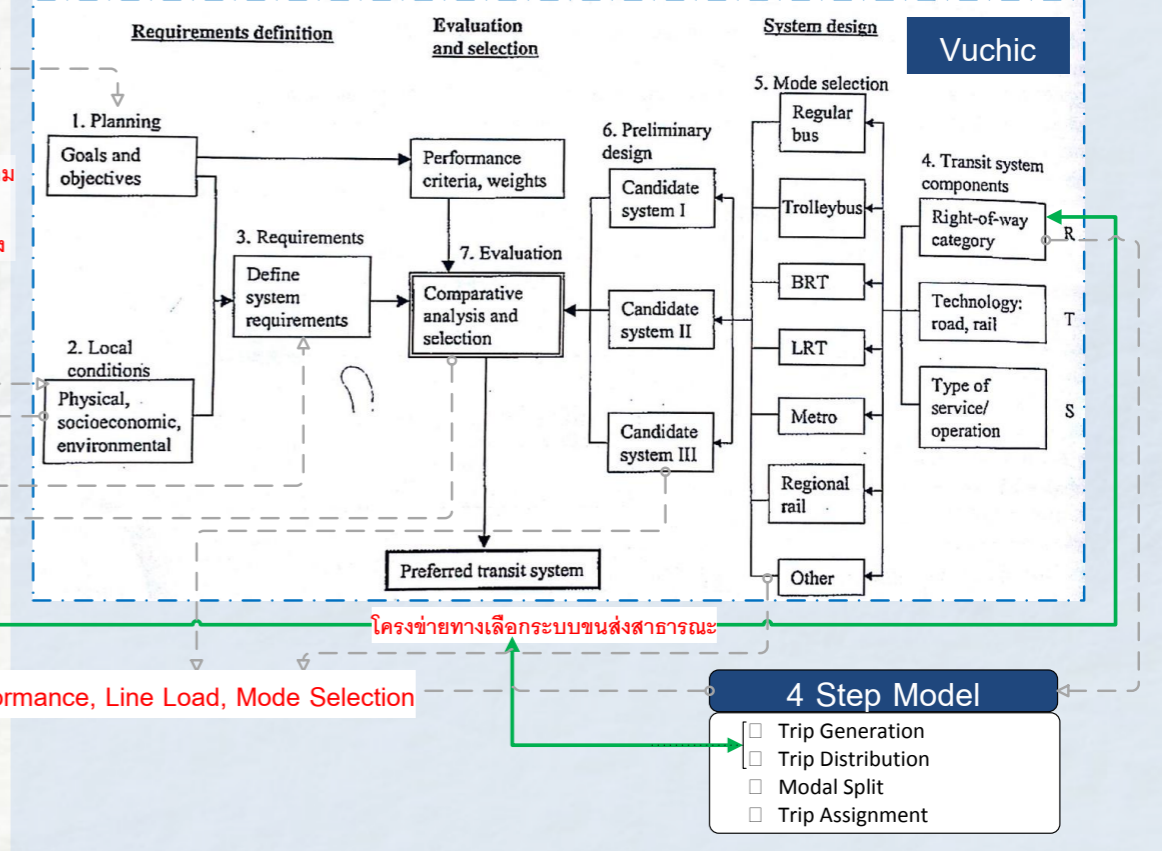 Requirements definition
Evaluation
and selection
System design
Vuchic
1. Planning
Goals and
objectives
Performance
criteria, weights
6. Preliminary
design
Candidate
system I
5. Mode selection
Regular
bus
Trolleybus
BRT
LRT
Metro
Regional
rail
Other
4. Transit system
components
Right-of-way
category
R
Technology:
road, rail
T
Type of
service/
operation
S
3. Requirements
Define
system
requirements
7. Evaluation
Comparative
analysis and
selection
Candidate
system II
Candidate
system III
2. Local
conditions
Physical,
socioeconomic,
environmental
Preferred transit system
โครงข่ายทางเลือกระบบขนส่งสาธารณะ
Line Load, Mode Selection
4 Step Model
Trip Generation
Trip Distribution
Modal Split
Trip Assignment